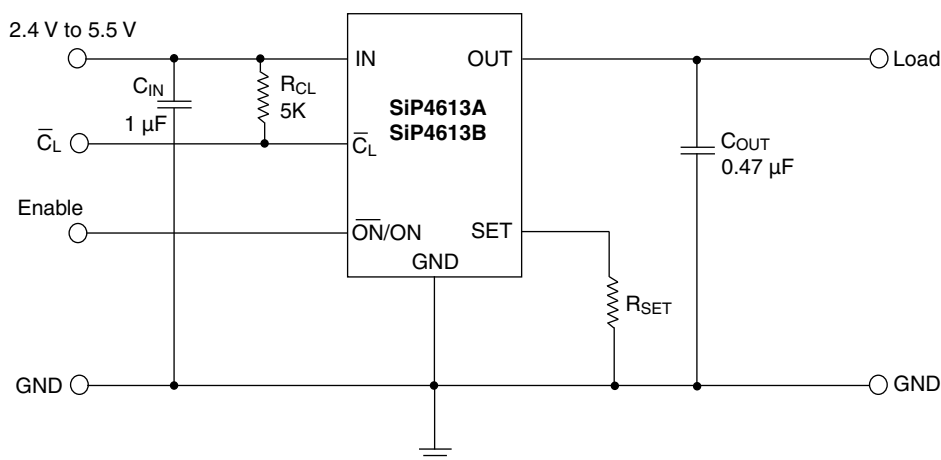 2.4 V to 5.5 V
IN
OUT
Load
C_IN
1 µF
R_CL
5K
SiP4613A
SiP4613B
C̅_L
C̅_L
C_OUT
0.47 µF
Enable
O̅N̅/ON
SET
GND
R_SET
GND
GND